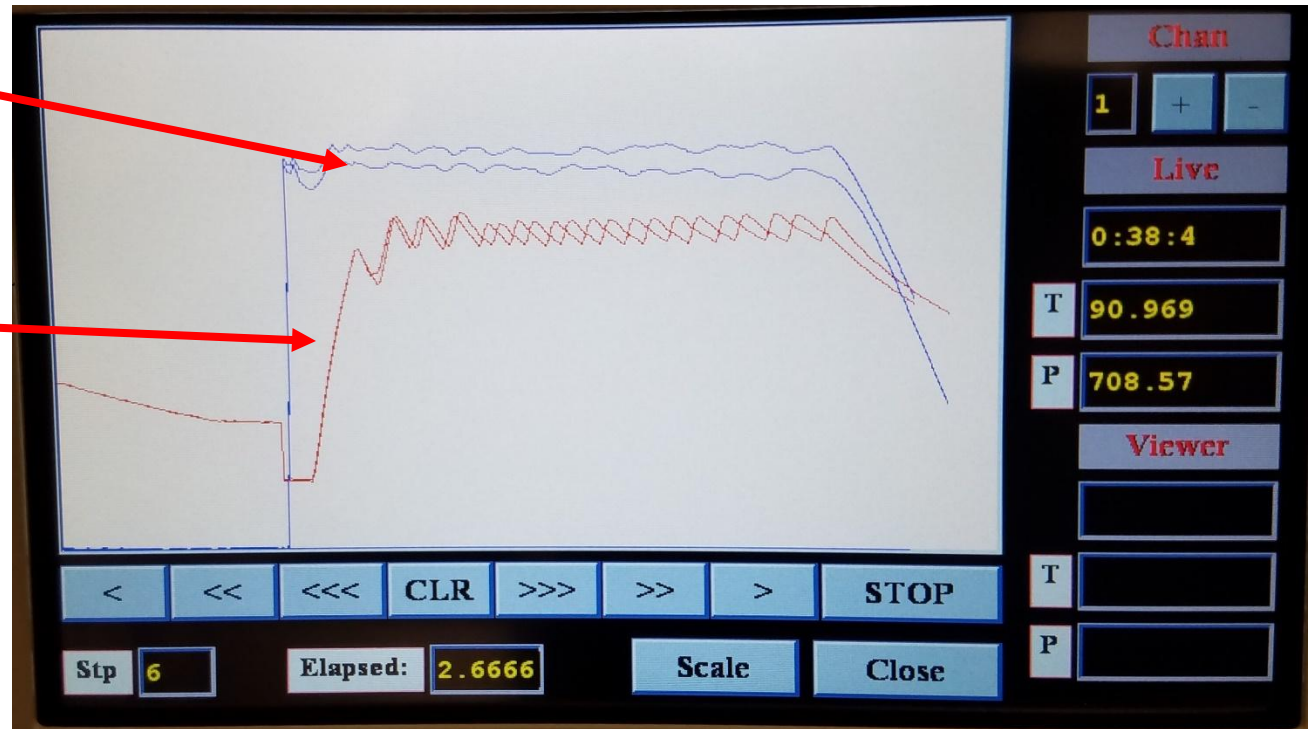 Chan
1 + -
Live
0:38:4
T 90.969
P 708.57
Viewer
T
P
< << <<< CLR >>> >> > STOP
Stp 6 Elapsed: 2.6666 Scale Close